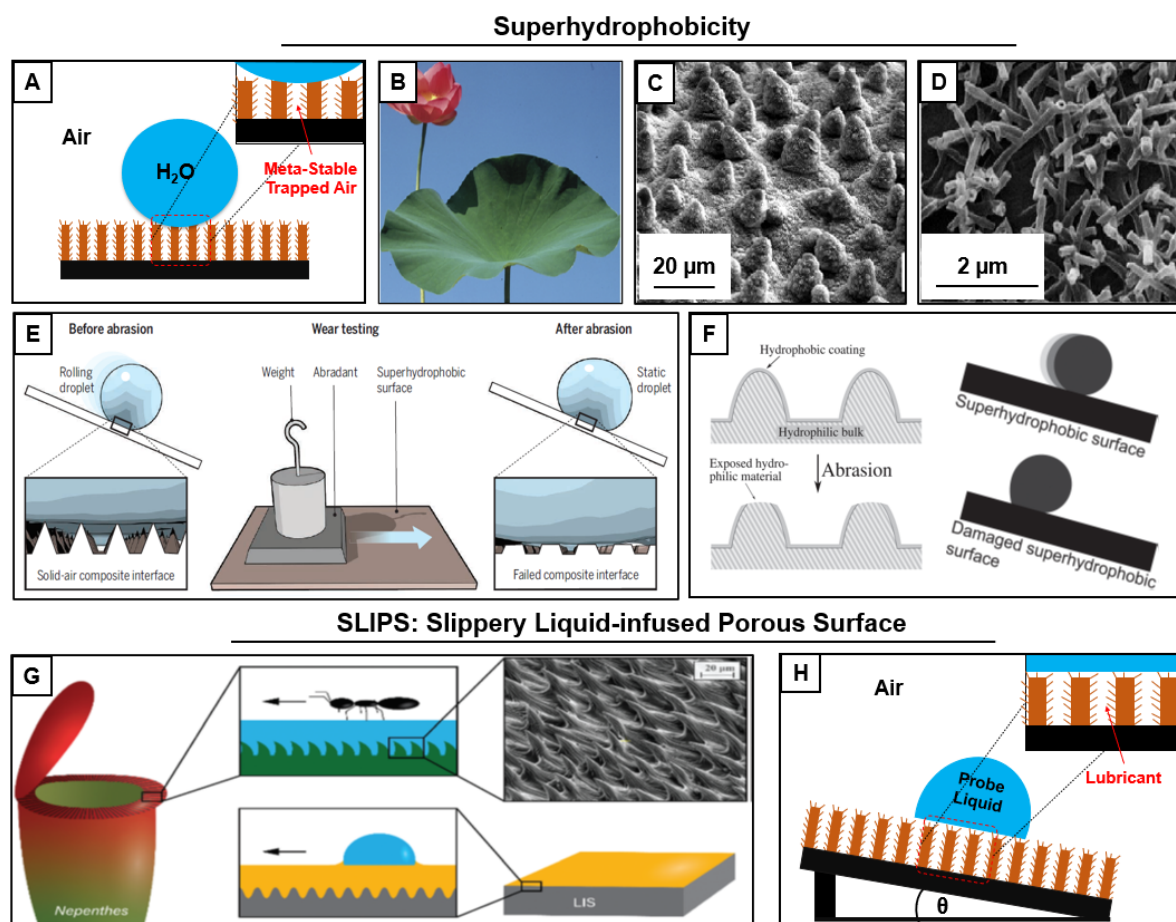 Superhydrophobicity
A
Air
H₂O
Meta-Stable
Trapped Air
B
C
20 µm
D
2 µm
E
Before abrasion
Wear testing
After abrasion
Rolling
droplet
Weight
Abradant
Superhydrophobic
surface
Static
droplet
Solid-air composite interface
Failed composite interface
F
Hydrophobic coating
Hydrophilic bulk
Exposed hydro-
philic material
Abrasion
Superhydrophobic surface
Damaged superhydrophobic
surface
SLIPS: Slippery Liquid-infused Porous Surface
G
20 µm
Nepenthes
LIS
H
Air
Probe
Liquid
Lubricant
θ